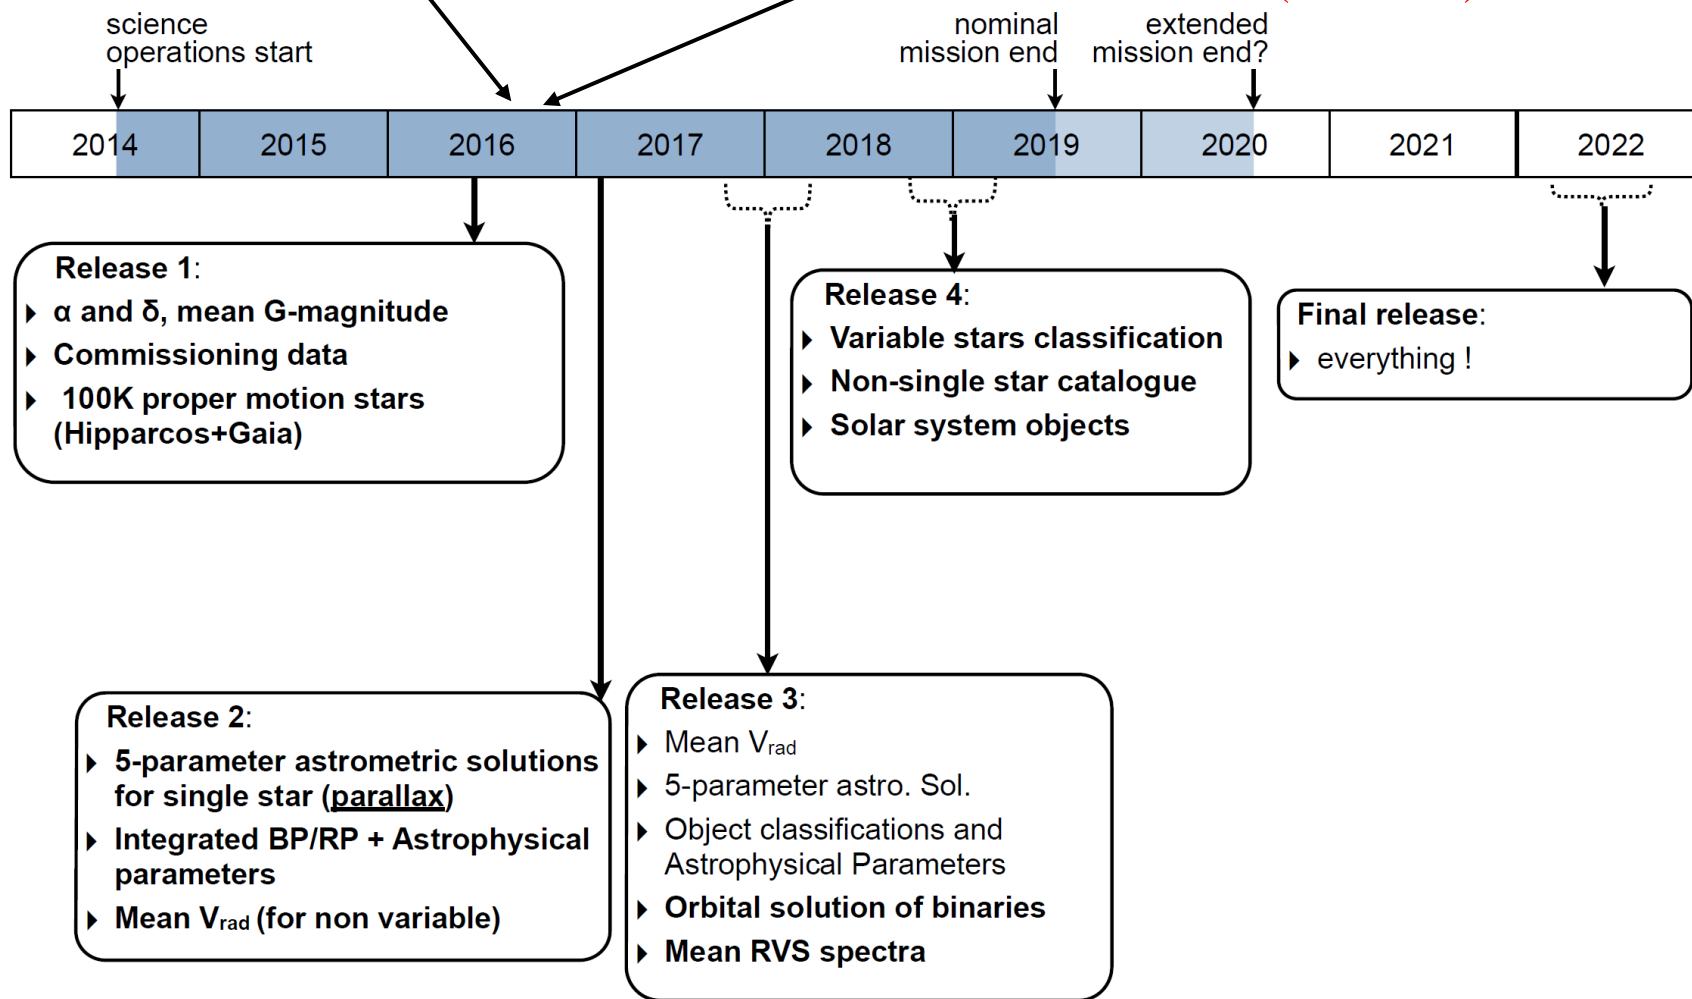 science
operations start
nominal
mission end
extended
mission end?
2014
2015
2016
2017
2018
2019
2020
2021
2022
Release 1:
α and δ, mean G-magnitude
Commissioning data
100K proper motion stars
(Hipparcos+Gaia)
Release 4:
Variable stars classification
Non-single star catalogue
Solar system objects
Final release:
everything !
Release 2:
5-parameter astrometric solutions
for single star (parallax)
Integrated BP/RP + Astrophysical
parameters
Mean Vrad (for non variable)
Release 3:
Mean Vrad
5-parameter astro. Sol.
Object classifications and
Astrophysical Parameters
Orbital solution of binaries
Mean RVS spectra